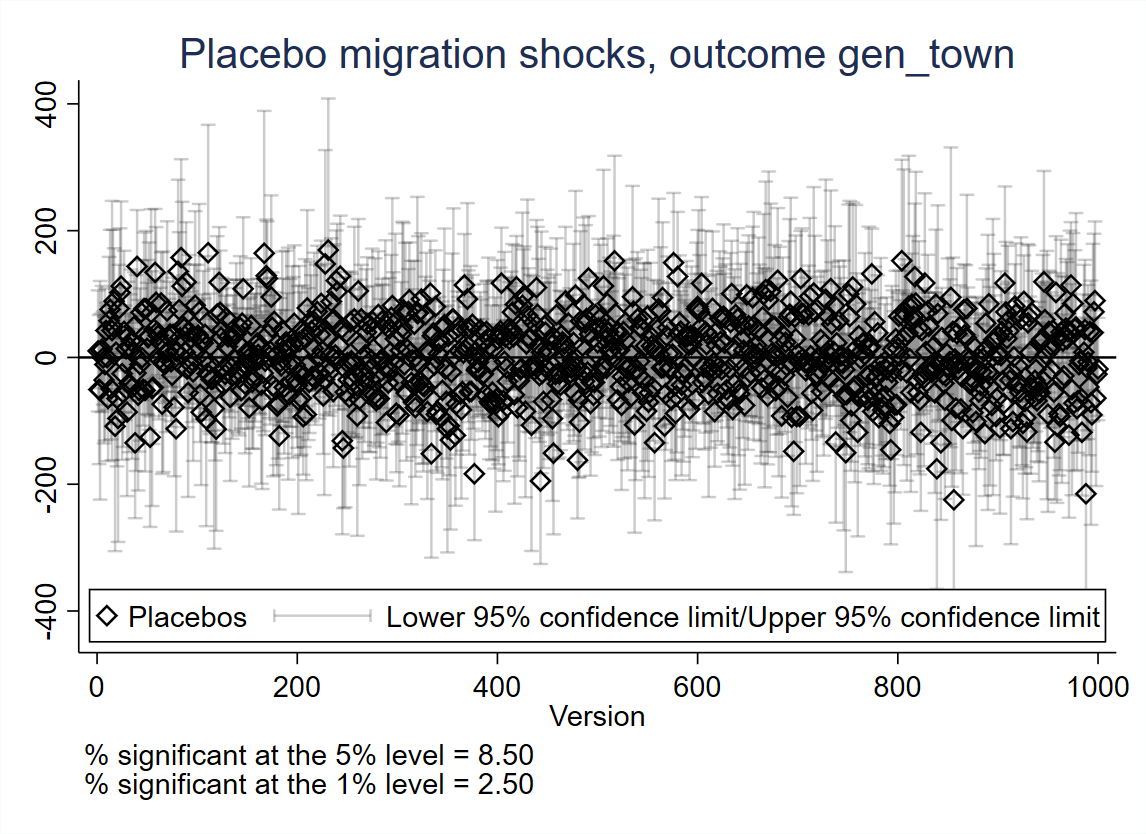 Placebo migration shocks, outcome gen_town
400
200
0
-200
-400
Placebos
Lower 95% confidence limit/Upper 95% confidence limit
0 200 400 600 800 1000
Version
% significant at the 5% level = 8.50
% significant at the 1% level = 2.50